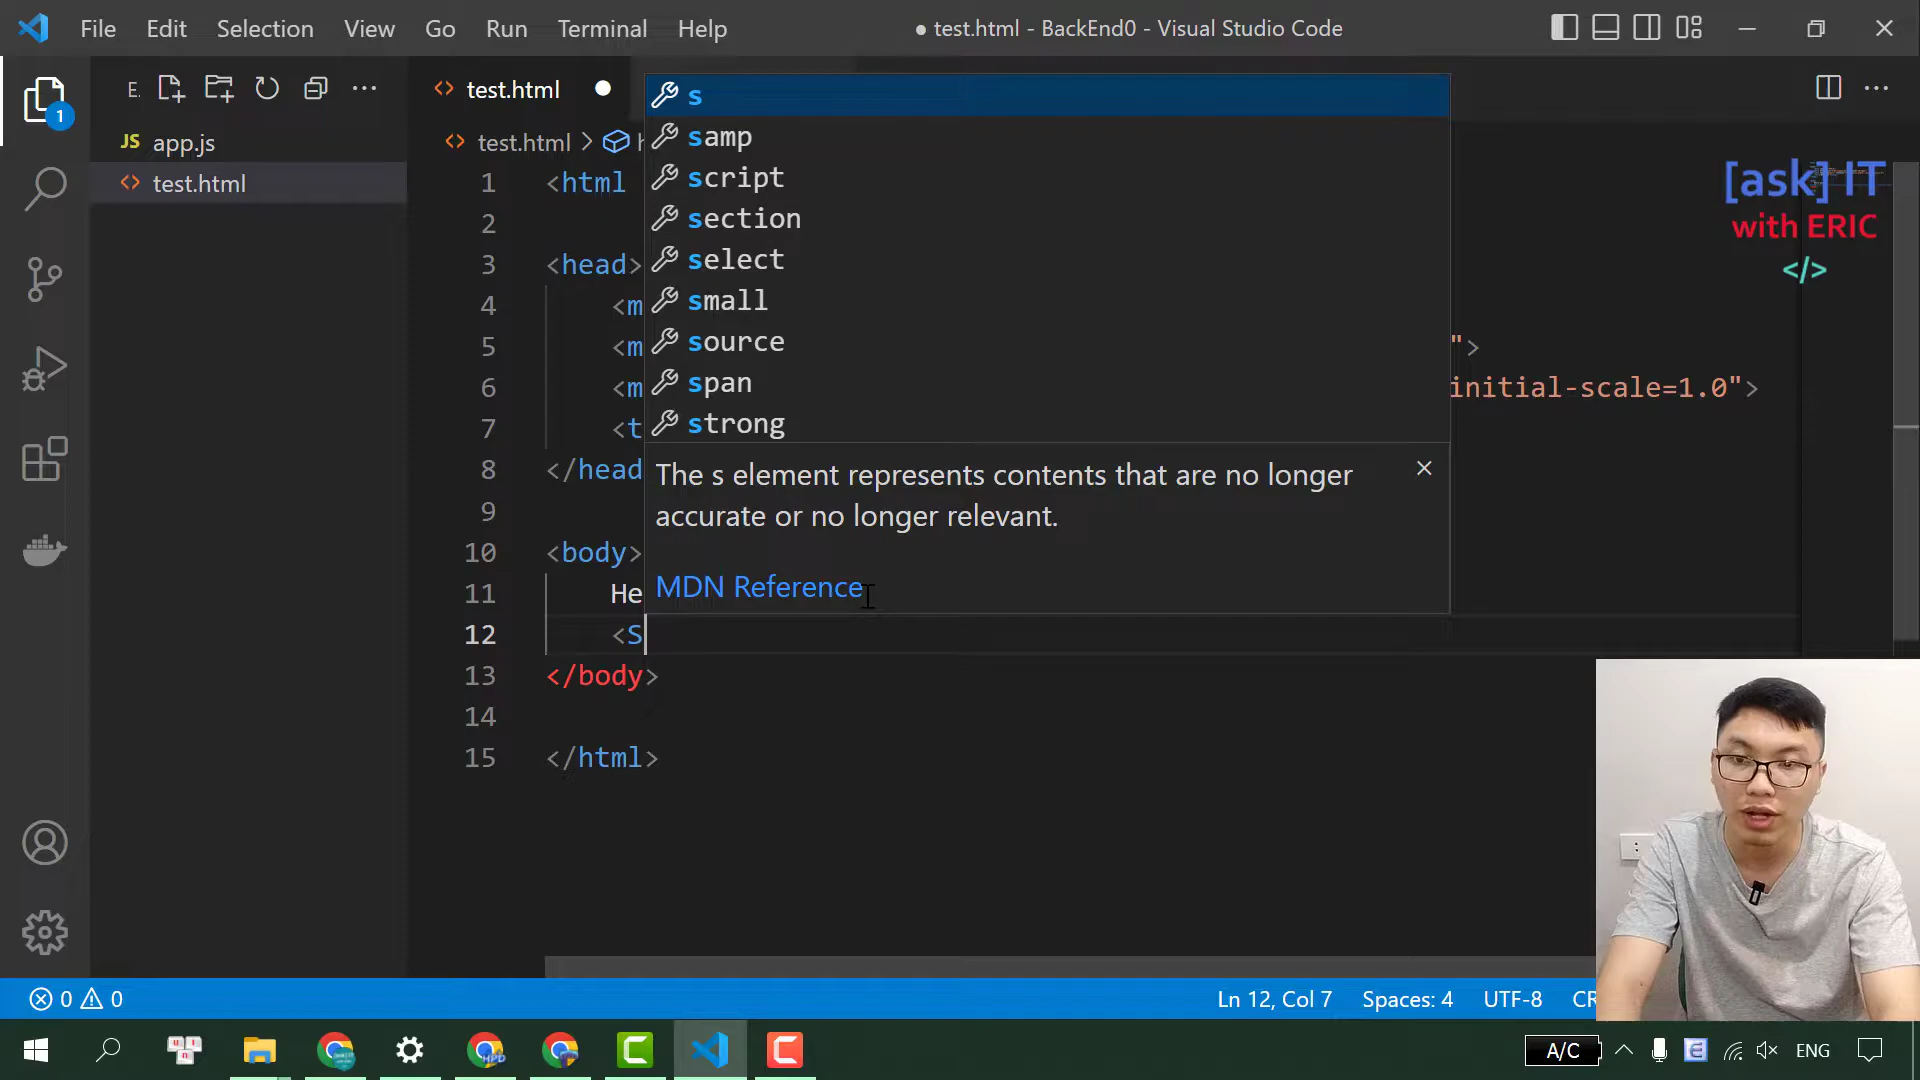 File Edit Selection View Go Run Terminal Help
● test.html - BackEnd0 - Visual Studio Code
1
E.
JS app.js
<> test.html
<> test.html
<> test.html >
s
samp
script
section
select
small
source
span
strong
The s element represents contents that are no longer
accurate or no longer relevant.
MDN Reference
1 <html
2
3 <head>
4 <m
5 <m ">
6 <m initial-scale=1.0">
7 <t
8 </head
9
10 <body>
11 He
12 <S
13 </body>
14
15 </html>
[ask] IT
with ERIC
</>
0 0
Ln 12, Col 7 Spaces: 4 UTF-8 CR
u i n
HPD
A/C
ENG